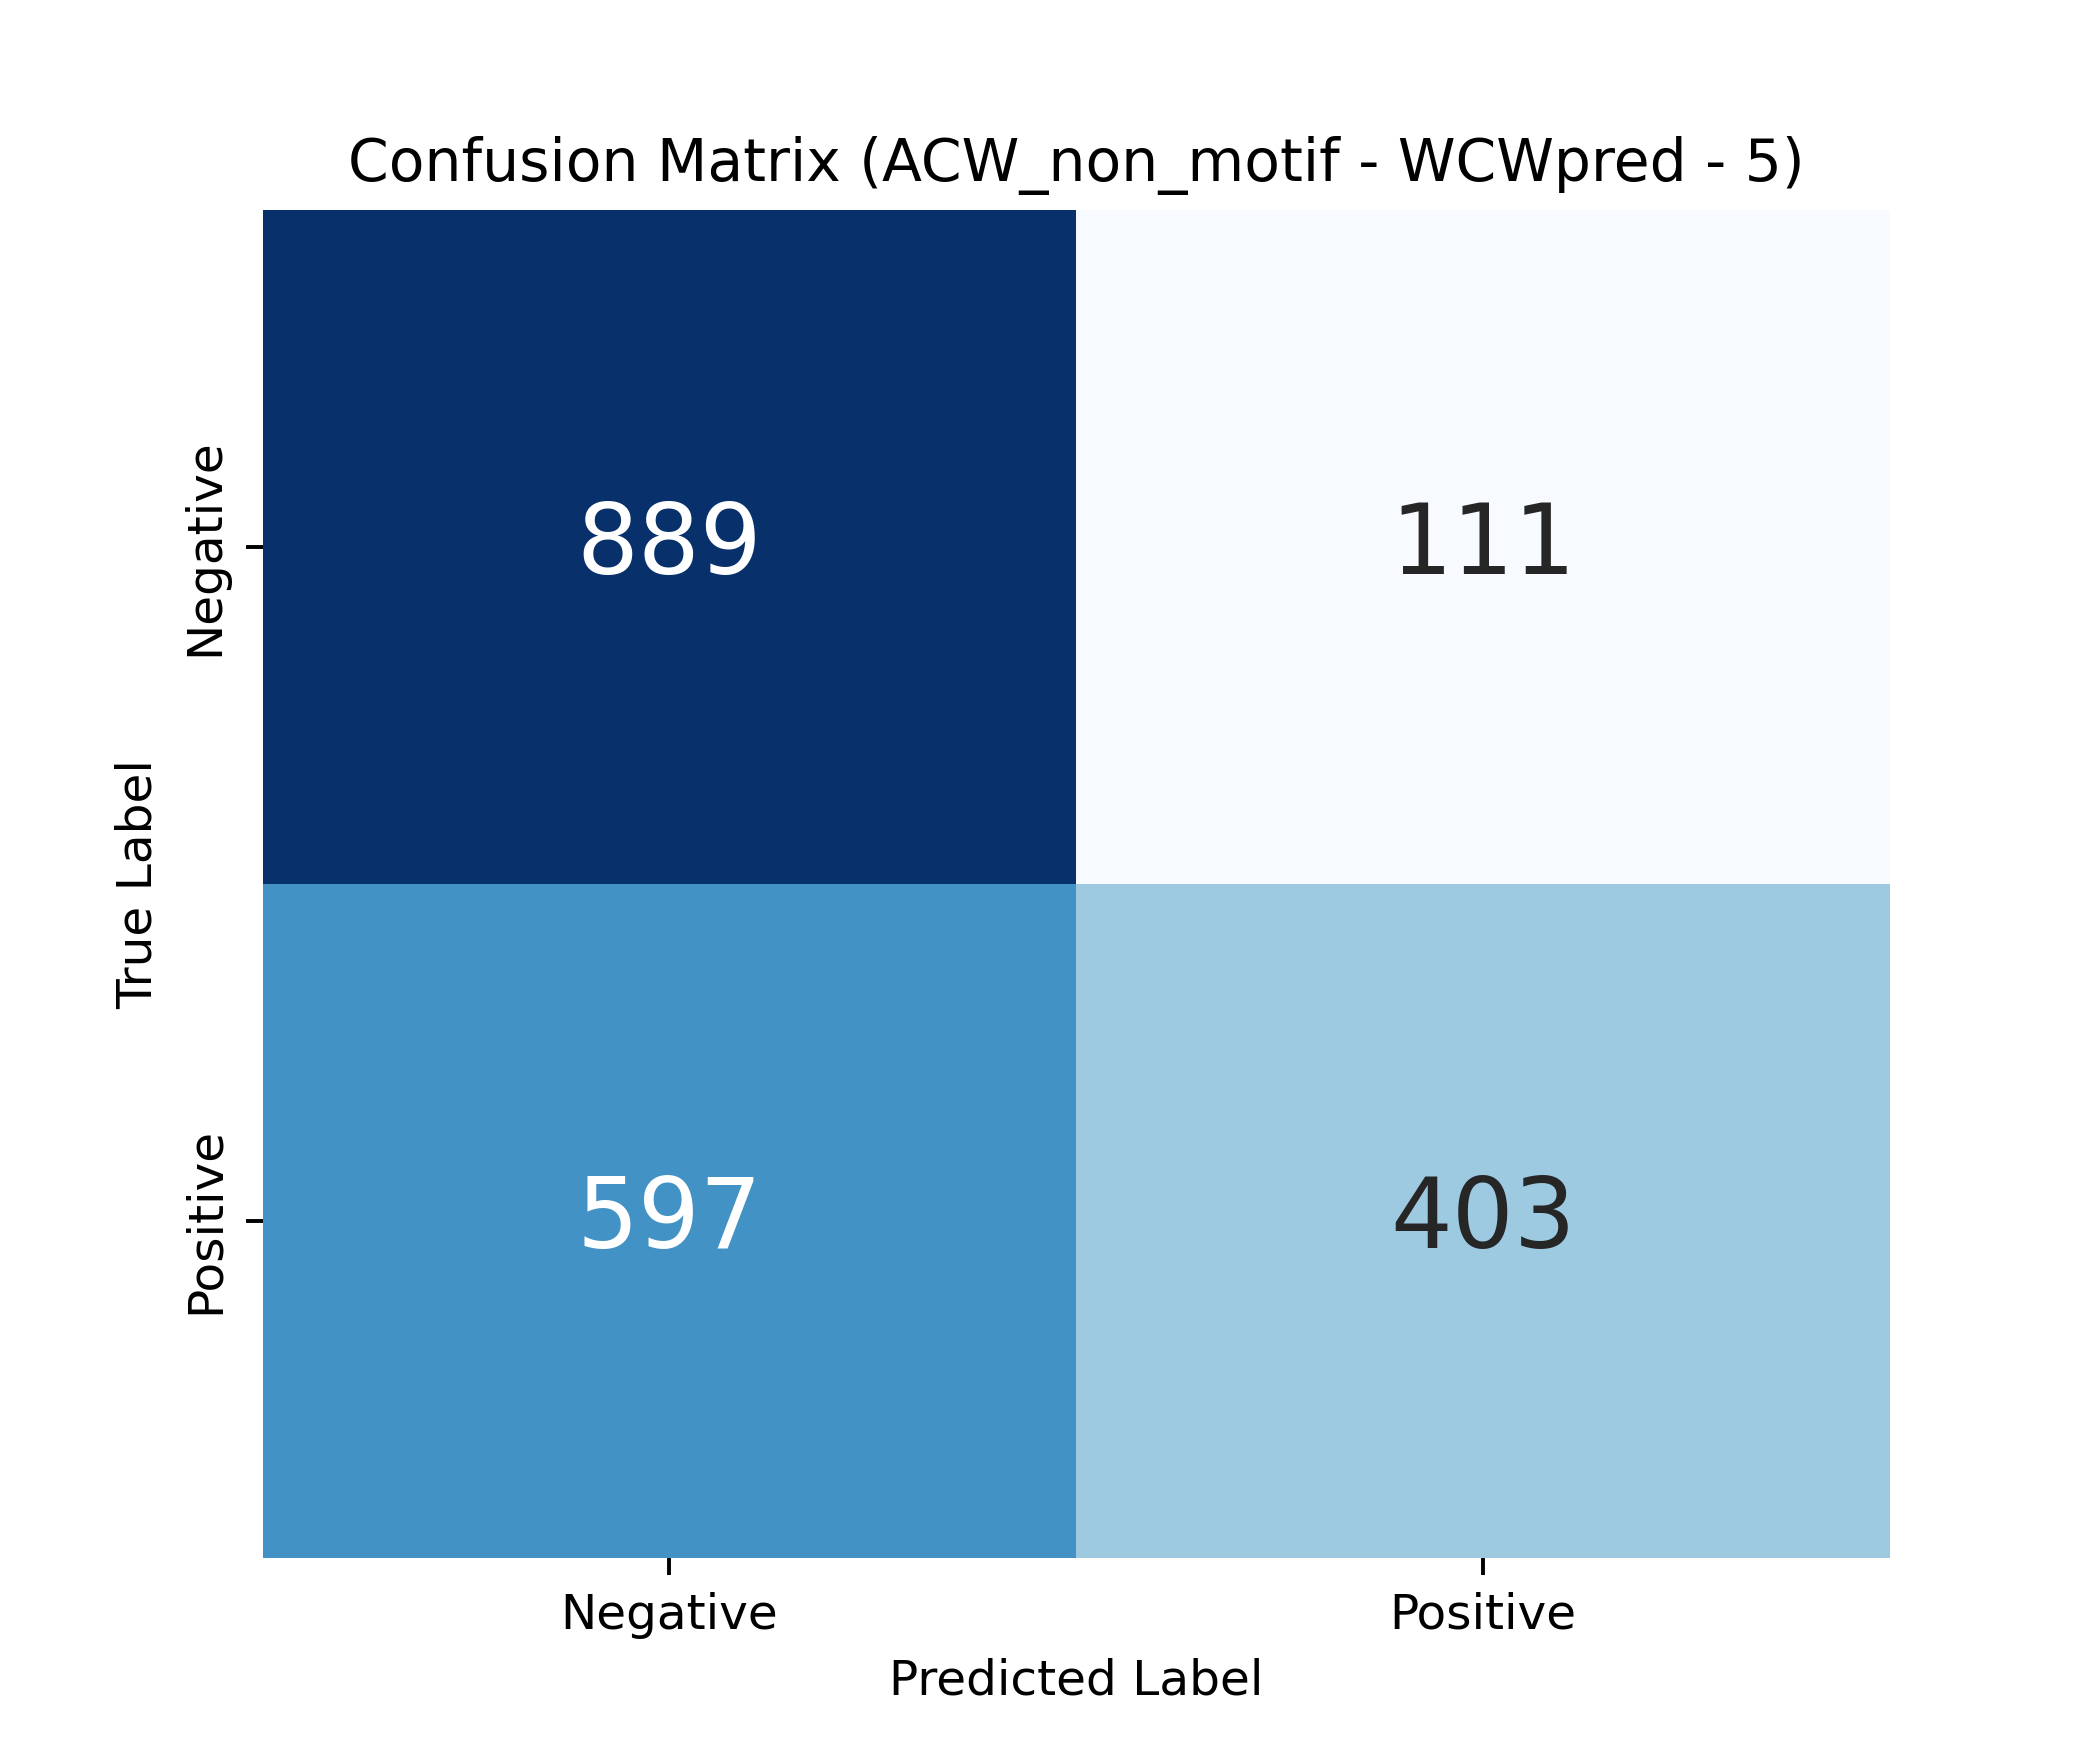 Confusion Matrix (ACW_non_motif - WCWpred - 5)
True Label
Negative
889 111
Positive
597 403
Negative Positive
Predicted Label